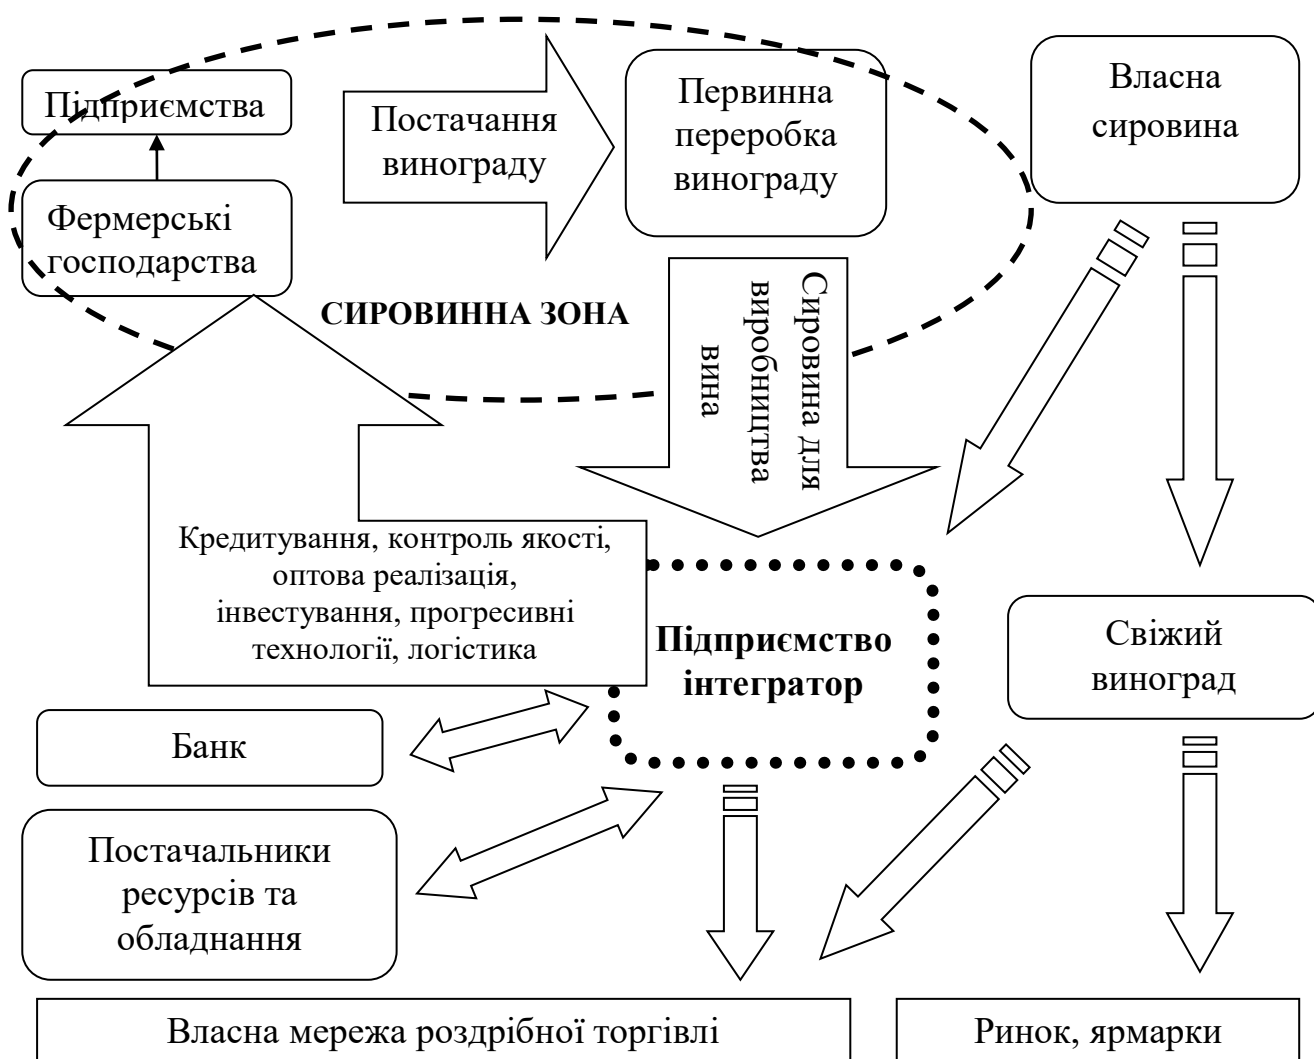 Підприємства
Фермерські
господарства
Постачання
винограду
Первинна
переробка
винограду
Власна
сировина
СИРОВИННА ЗОНА
Сировина для
виробництва
вина
Кредитування, контроль якості,
оптова реалізація,
інвестування, прогресивні
технології, логістика
Підприємство
інтегратор
Свіжий
виноград
Банк
Постачальники
ресурсів та
обладнання
Власна мережа роздрібної торгівлі
Ринок, ярмарки